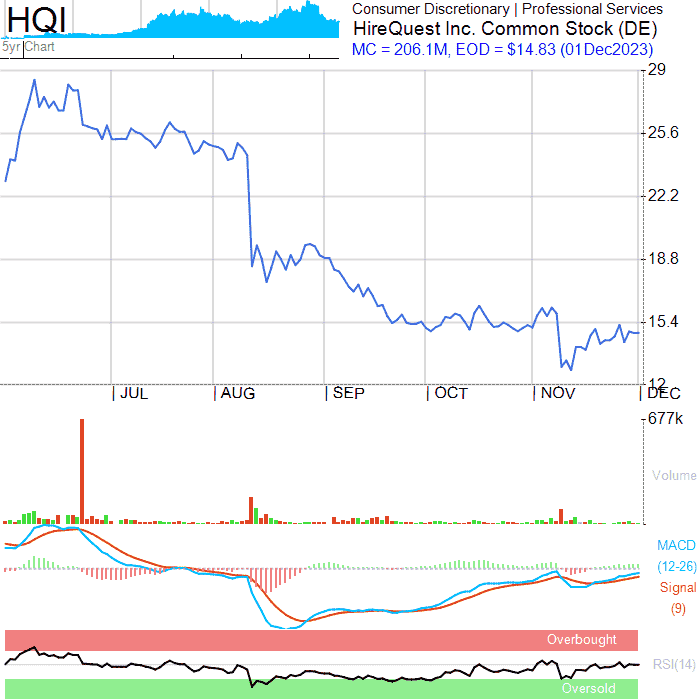 HQI
Consumer Discretionary | Professional Services
HireQuest Inc. Common Stock (DE)
5yr Chart
MC = 206.1M, EOD = $14.83 (01Dec2023)
29
25.6
22.2
18.8
15.4
12
JUL AUG SEP OCT NOV DEC
677k
Volume
MACD
(12-26)
Signal
(9)
Overbought
RSI(14)
Oversold